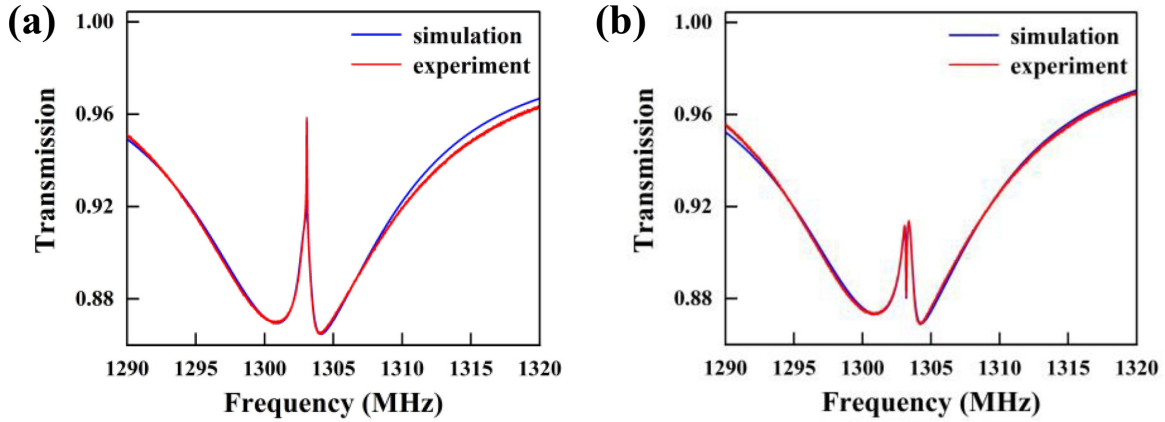 (a)
Transmission
1.00
0.96
0.92
0.88
simulation
experiment
1290 1295 1300 1305 1310 1315 1320
Frequency (MHz)
(b)
Transmission
1.00
0.96
0.92
0.88
simulation
experiment
1290 1295 1300 1305 1310 1315 1320
Frequency (MHz)